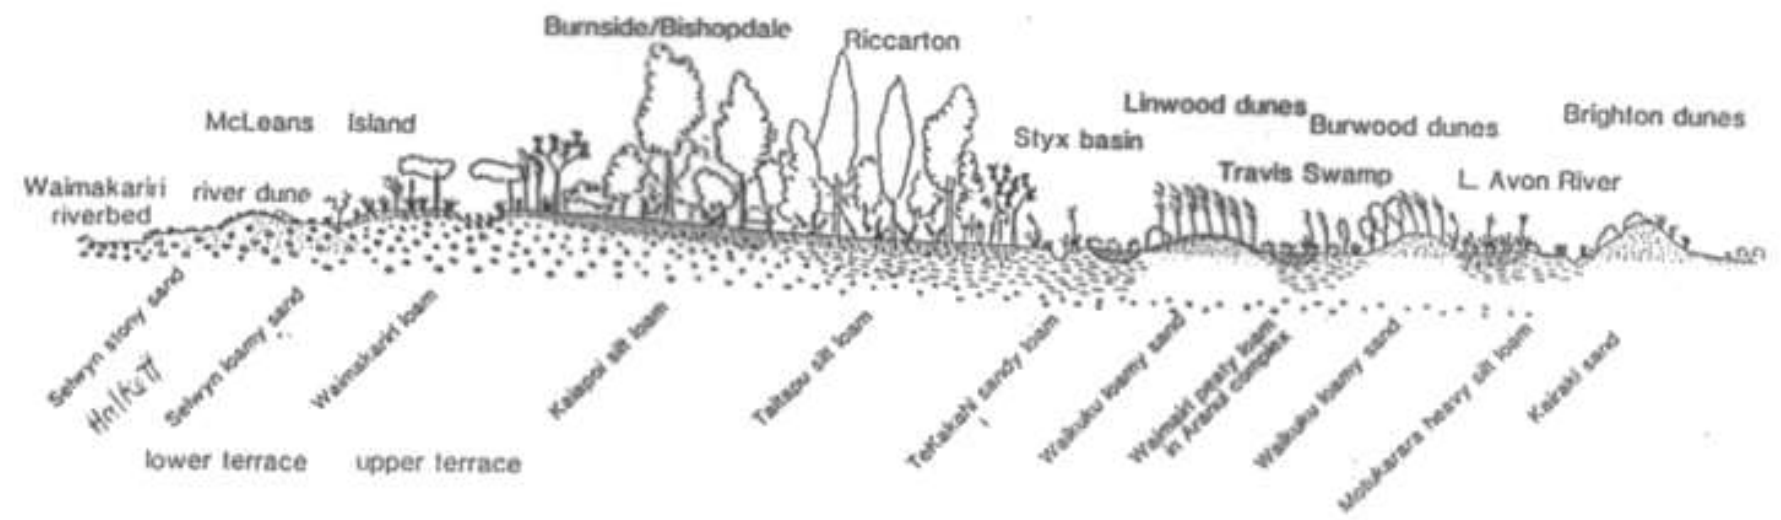 Burnside/Bishopdale
Riccarton
McLeans Island
Styx basin
Linwood dunes
Burwood dunes
Brighton dunes
Waimakariri
riverbed
river dune
Travis Swamp
L. Avon River
Selwyn stony sand
Halkett
Selwyn loamy sand
Waimakariri loam
Kaiapoi silt loam
Taitapu silt loam
TeKakahi sandy loam
Waikuku loamy sand
Waimairi peaty loam
in Aranui complex
Waikuku loamy sand
Motukarara heavy silt loam
Kairaki sand
lower terrace
upper terrace